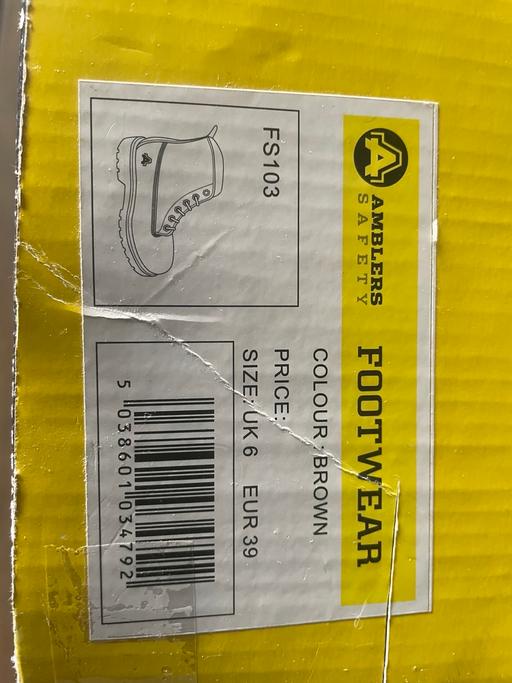 AMBLERS
SAFETY
FOOTWEAR
FS103
COLOUR : BROWN
PRICE:
SIZE: UK 6 EUR 39
5 038601 034792